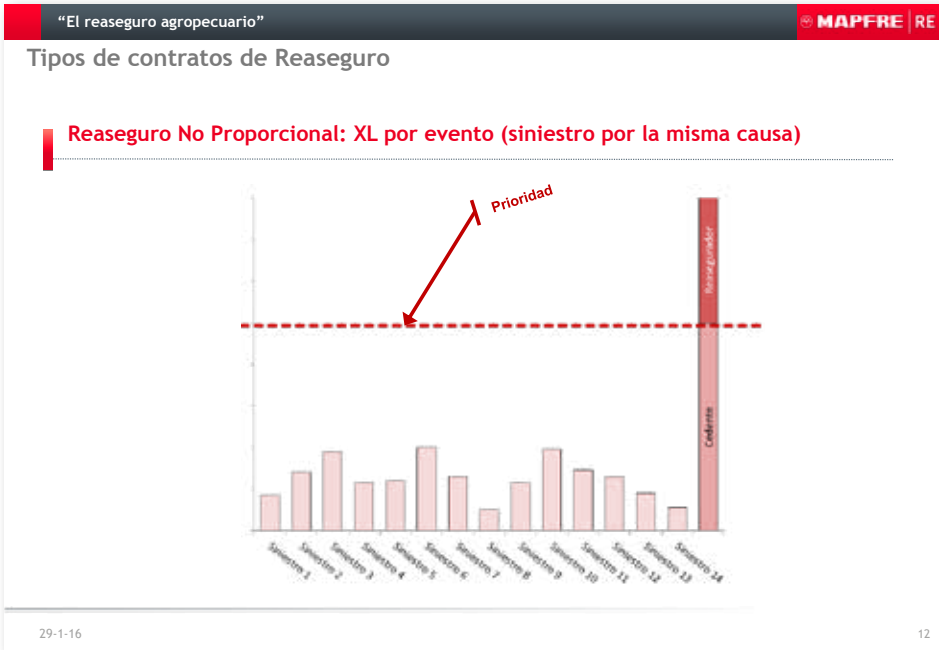 “El reaseguro agropecuario”
MAPFRE | RE
Tipos de contratos de Reaseguro
Reaseguro No Proporcional: XL por evento (siniestro por la misma causa)
Prioridad
Reasegurador
Cedente
Siniestro 1
Siniestro 2
Siniestro 3
Siniestro 4
Siniestro 5
Siniestro 6
Siniestro 7
Siniestro 8
Siniestro 9
Siniestro 10
Siniestro 11
Siniestro 12
Siniestro 13
Siniestro 14
29-1-16
12